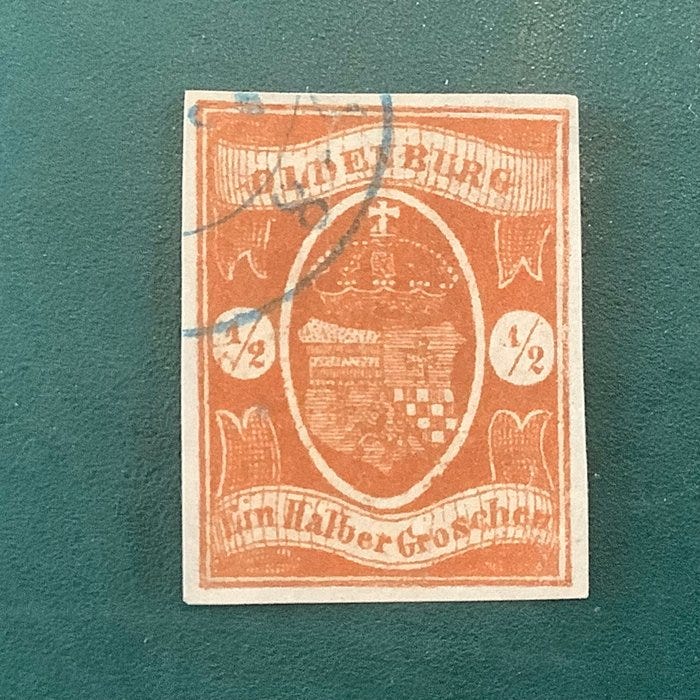 OLDENBURG
1/2 1/2
Ein Halber Groschen